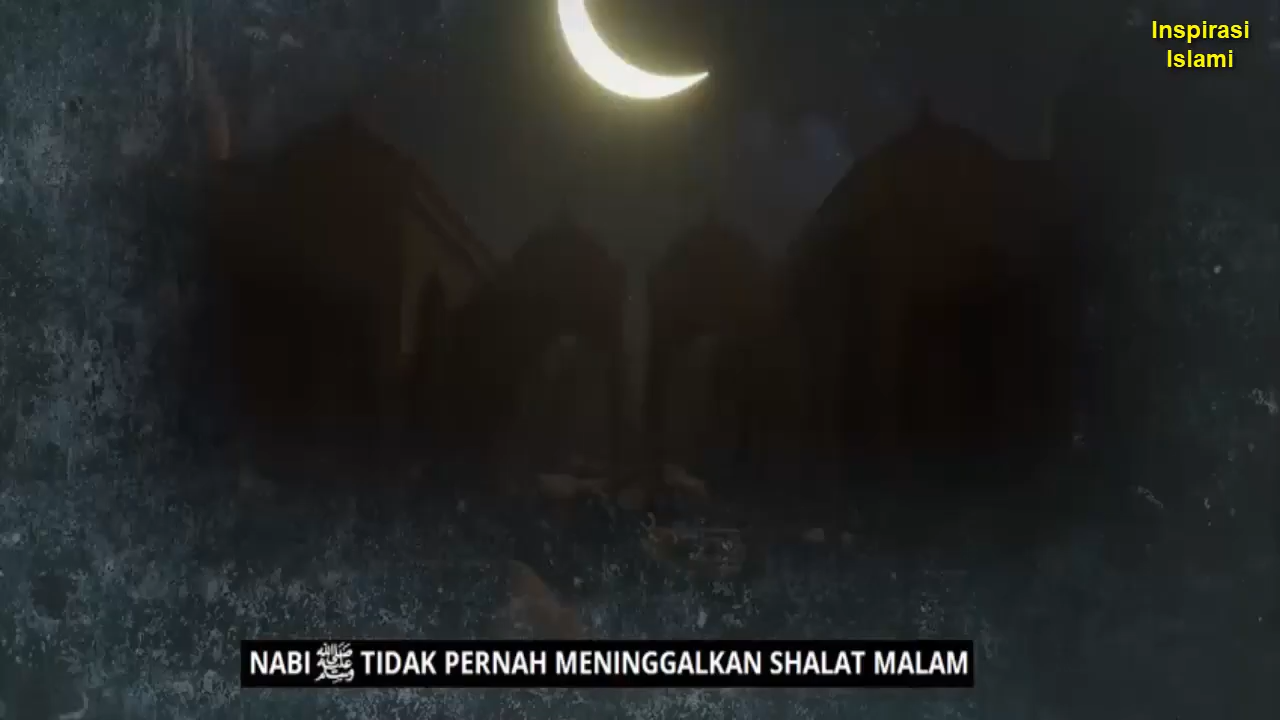 Inspirasi
Islami
NABI ﷺ TIDAK PERNAH MENINGGALKAN SHALAT MALAM